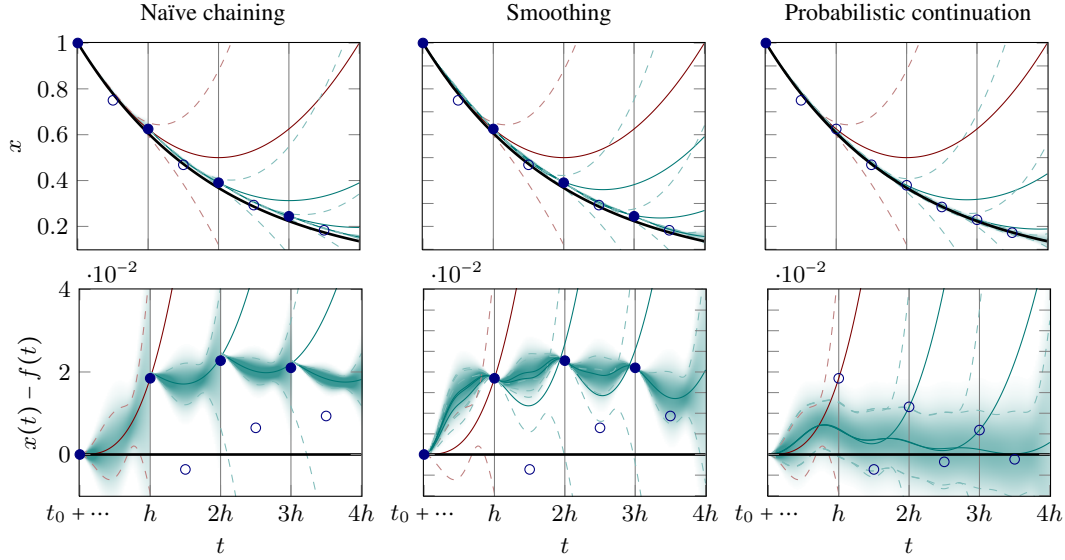 Naïve chaining Smoothing Probabilistic continuation
1
0.8
0.6
x
0.4
0.2
·10⁻² ·10⁻² ·10⁻²
4
2
x(t) − f(t)
0
t₀ + ⋯ h 2h 3h 4h t₀ + ⋯ h 2h 3h 4h t₀ + ⋯ h 2h 3h 4h
t t t